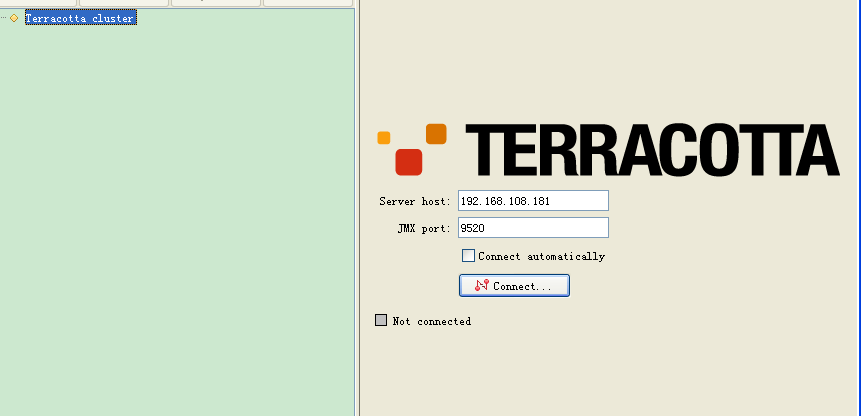 Terracotta cluster
TERRACOTTA
Server host: 192.168.108.181
JMX port: 9520
Connect automatically
Connect...
Not connected